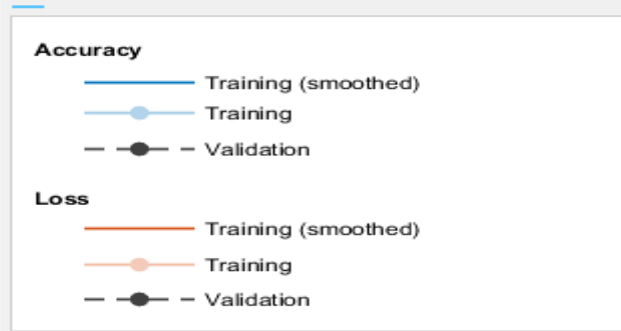 Accuracy
Training (smoothed)
Training
Validation
Loss
Training (smoothed)
Training
Validation